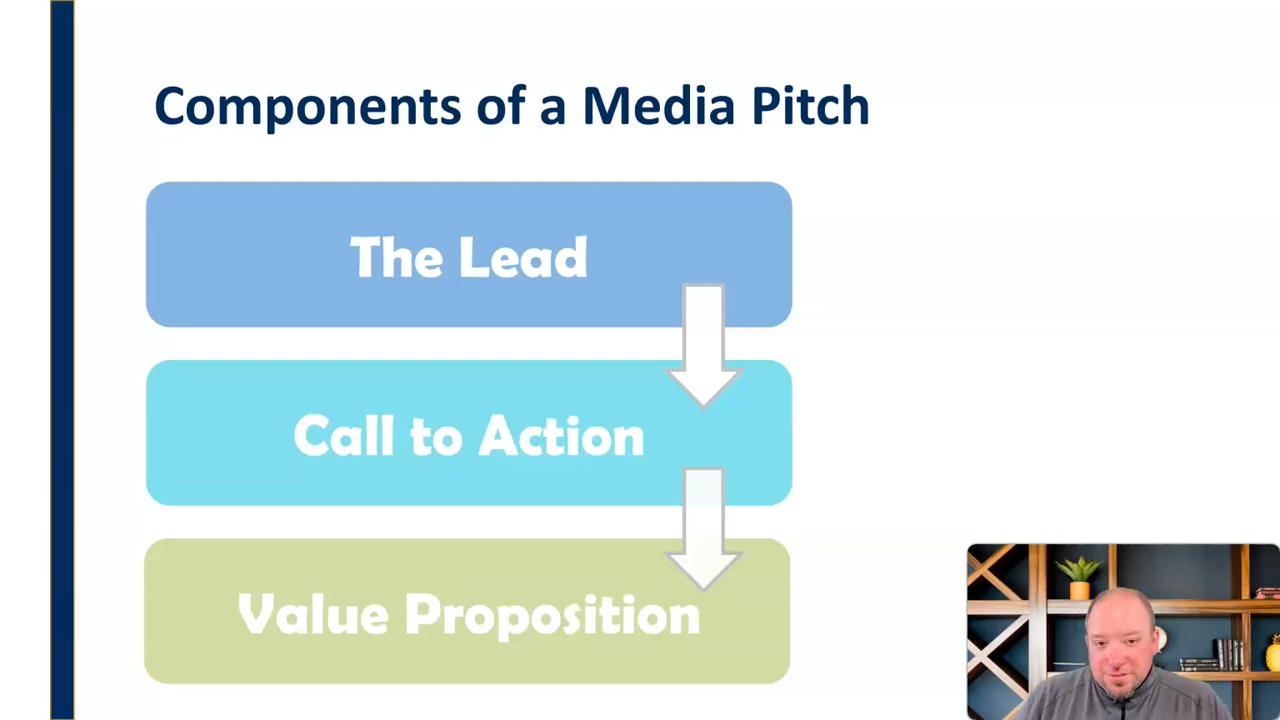 Components of a Media Pitch
The Lead
Call to Action
Value Proposition